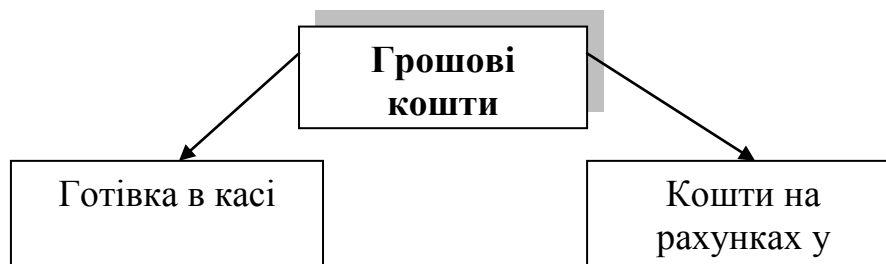 Грошові
кошти
Готівка в касі
Кошти на
рахунках у